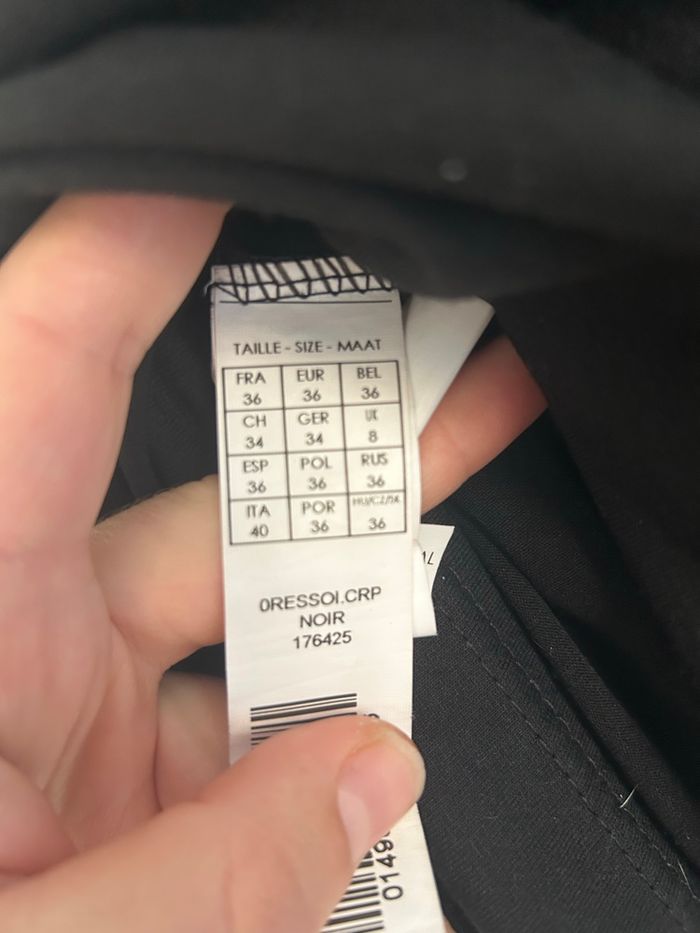 TAILLE - SIZE - MAAT
FRA EUR BEL
36 36 36
CH GER UK
34 34 8
ESP POL RUS
36 36 36
ITA POR HU/CZ/SK
40 36 36
0RESSOI.CRP
NOIR
176425
0149